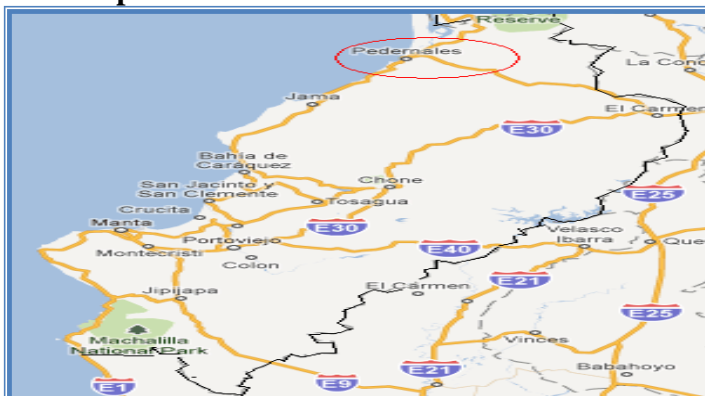 Reserve
Pedernales
La Conc
Jama
El Carmen
E30
Bahía de
Caráquez
San Jacinto y
San Clemente
Chone
Tosagua
E25
Crucita
Manta
E30
Portoviejo
Montecristi
Colon
E40
Velasco
Ibarra
Que
E21
El Carmen
Jipijapa
E25
Machalilla
National Park
Vinces
Babahoyo
E21
E1
E9